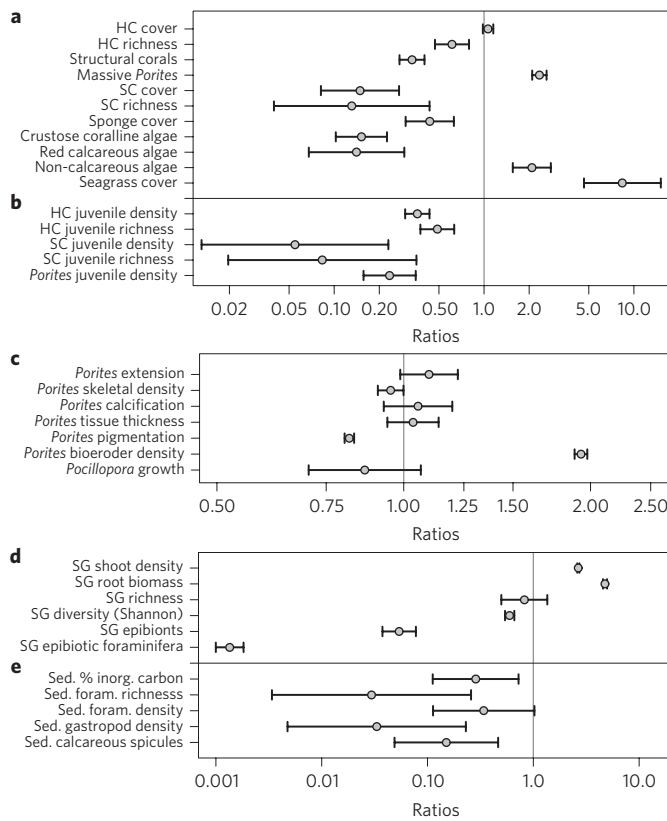 a
HC cover
HC richness
Structural corals
Massive Porites
SC cover
SC richness
Sponge cover
Crustose coralline algae
Red calcareous algae
Non-calcareous algae
Seagrass cover
b
HC juvenile density
HC juvenile richness
SC juvenile density
SC juvenile richness
Porites juvenile density
0.02 0.05 0.10 0.20 0.50 1.0 2.0 5.0 10.0
Ratios
c
Porites extension
Porites skeletal density
Porites calcification
Porites tissue thickness
Porites pigmentation
Porites bioeroder density
Pocillopora growth
0.50 0.75 1.00 1.25 1.50 2.00 2.50
Ratios
d
SG shoot density
SG root biomass
SG richness
SG diversity (Shannon)
SG epibionts
SG epibiotic foraminifera
e
Sed. % inorg. carbon
Sed. foram. richnesss
Sed. foram. density
Sed. gastropod density
Sed. calcareous spicules
0.001 0.01 0.10 1.0 10.0
Ratios